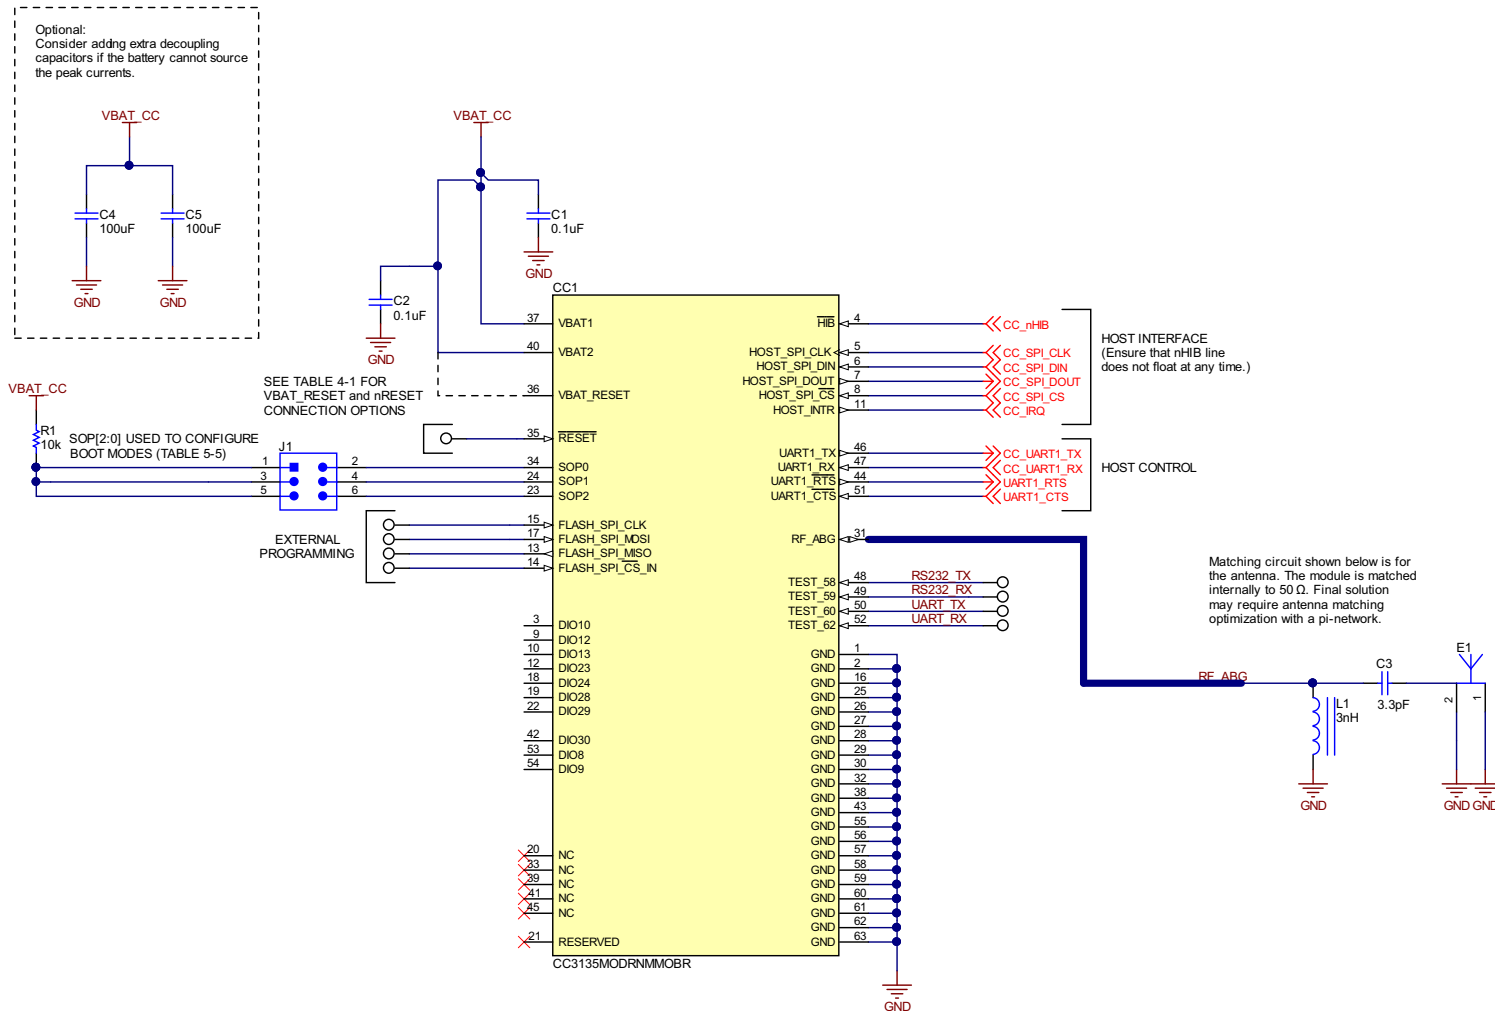 Optional:
Consider adding extra decoupling
capacitors if the battery cannot source
the peak currents.
VBAT_CC
C4
100uF
C5
100uF
GND
GND
VBAT_CC
C1
0.1uF
GND
C2
0.1uF
GND
VBAT_CC
R1
10k
SOP[2:0] USED TO CONFIGURE
BOOT MODES (TABLE 5-5)
SEE TABLE 4-1 FOR
VBAT_RESET and nRESET
CONNECTION OPTIONS
J1
1 2
3 4
5 6
EXTERNAL
PROGRAMMING
CC1
37 VBAT1
40 VBAT2
36 VBAT_RESET
35 RESET
34 SOP0
24 SOP1
23 SOP2
15 FLASH_SPI_CLK
17 FLASH_SPI_MOSI
13 FLASH_SPI_MISO
14 FLASH_SPI_CS_IN
3 DIO10
9 DIO12
10 DIO13
12 DIO23
18 DIO24
19 DIO28
22 DIO29
42 DIO30
53 DIO8
54 DIO9
20 NC
33 NC
39 NC
41 NC
45 NC
21 RESERVED
CC3135MODRNMMOBR
HIB 4 CC_nHIB
HOST_SPI_CLK 5 CC_SPI_CLK
HOST_SPI_DIN 6 CC_SPI_DIN
HOST_SPI_DOUT 7 CC_SPI_DOUT
HOST_SPI_CS 8 CC_SPI_CS
HOST_INTR 11 CC_IRQ
HOST INTERFACE
(Ensure that nHIB line
does not float at any time.)
UART1_TX 46 CC_UART1_TX
UART1_RX 47 CC_UART1_RX
UART1_RTS 44 UART1_RTS
UART1_CTS 51 UART1_CTS
HOST CONTROL
RF_ABG 31
TEST_58 48 RS232_TX
TEST_59 49 RS232_RX
TEST_60 50 UART_TX
TEST_62 52 UART_RX
GND 1
GND 2
GND 16
GND 25
GND 26
GND 27
GND 28
GND 29
GND 30
GND 32
GND 38
GND 43
GND 55
GND 56
GND 57
GND 58
GND 59
GND 60
GND 61
GND 62
GND 63
GND
Matching circuit shown below is for
the antenna. The module is matched
internally to 50 Ω. Final solution
may require antenna matching
optimization with a pi-network.
RF_ABG
L1
3nH
GND
C3
3.3pF
E1
2
1
GND
GND